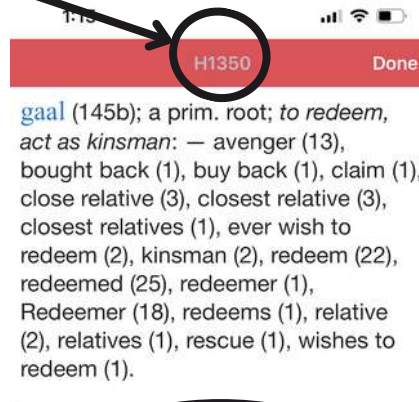 H1350 Done
gaal (145b); a prim. root; to redeem,
act as kinsman: — avenger (13),
bought back (1), buy back (1), claim (1),
close relative (3), closest relative (3),
closest relatives (1), ever wish to
redeem (2), kinsman (2), redeem (22),
redeemed (25), redeemer (1),
Redeemer (18), redeems (1), relative
(2), relatives (1), rescue (1), wishes to
redeem (1).